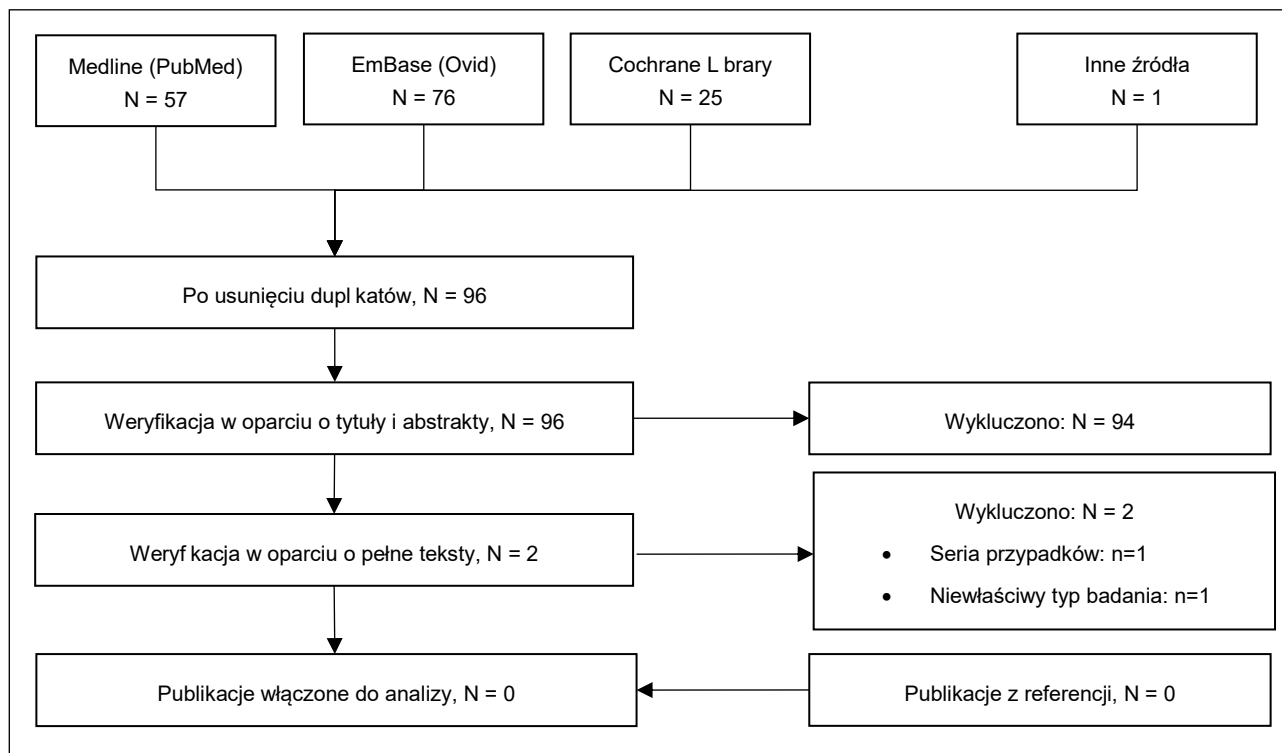 Medline (PubMed)
N = 57
EmBase (Ovid)
N = 76
Cochrane L brary
N = 25
Inne źródła
N = 1
Po usunięciu dupl katów, N = 96
Weryfikacja w oparciu o tytuły i abstrakty, N = 96
Wykluczono: N = 94
Weryf kacja w oparciu o pełne teksty, N = 2
Wykluczono: N = 2
• Seria przypadków: n=1
• Niewłaściwy typ badania: n=1
Publikacje włączone do analizy, N = 0
Publikacje z referencji, N = 0